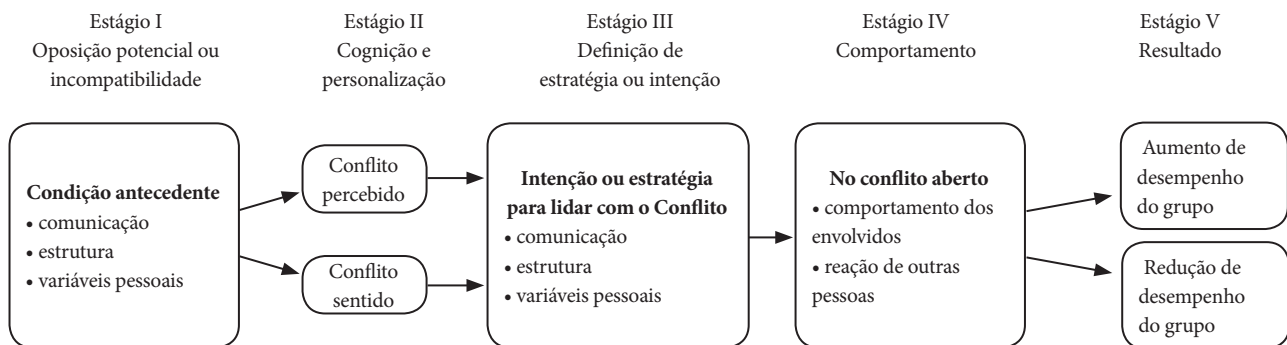 Estágio I
Oposição potencial ou
incompatibilidade
Estágio II
Cognição e
personalização
Estágio III
Definição de
estratégia ou intenção
Estágio IV
Comportamento
Estágio V
Resultado
Condição antecedente
• comunicação
• estrutura
• variáveis pessoais
Conflito
percebido
Conflito
sentido
Intenção ou estratégia
para lidar com o Conflito
• comunicação
• estrutura
• variáveis pessoais
No conflito aberto
• comportamento dos
envolvidos
• reação de outras
pessoas
Aumento de
desempenho
do grupo
Redução de
desempenho
do grupo